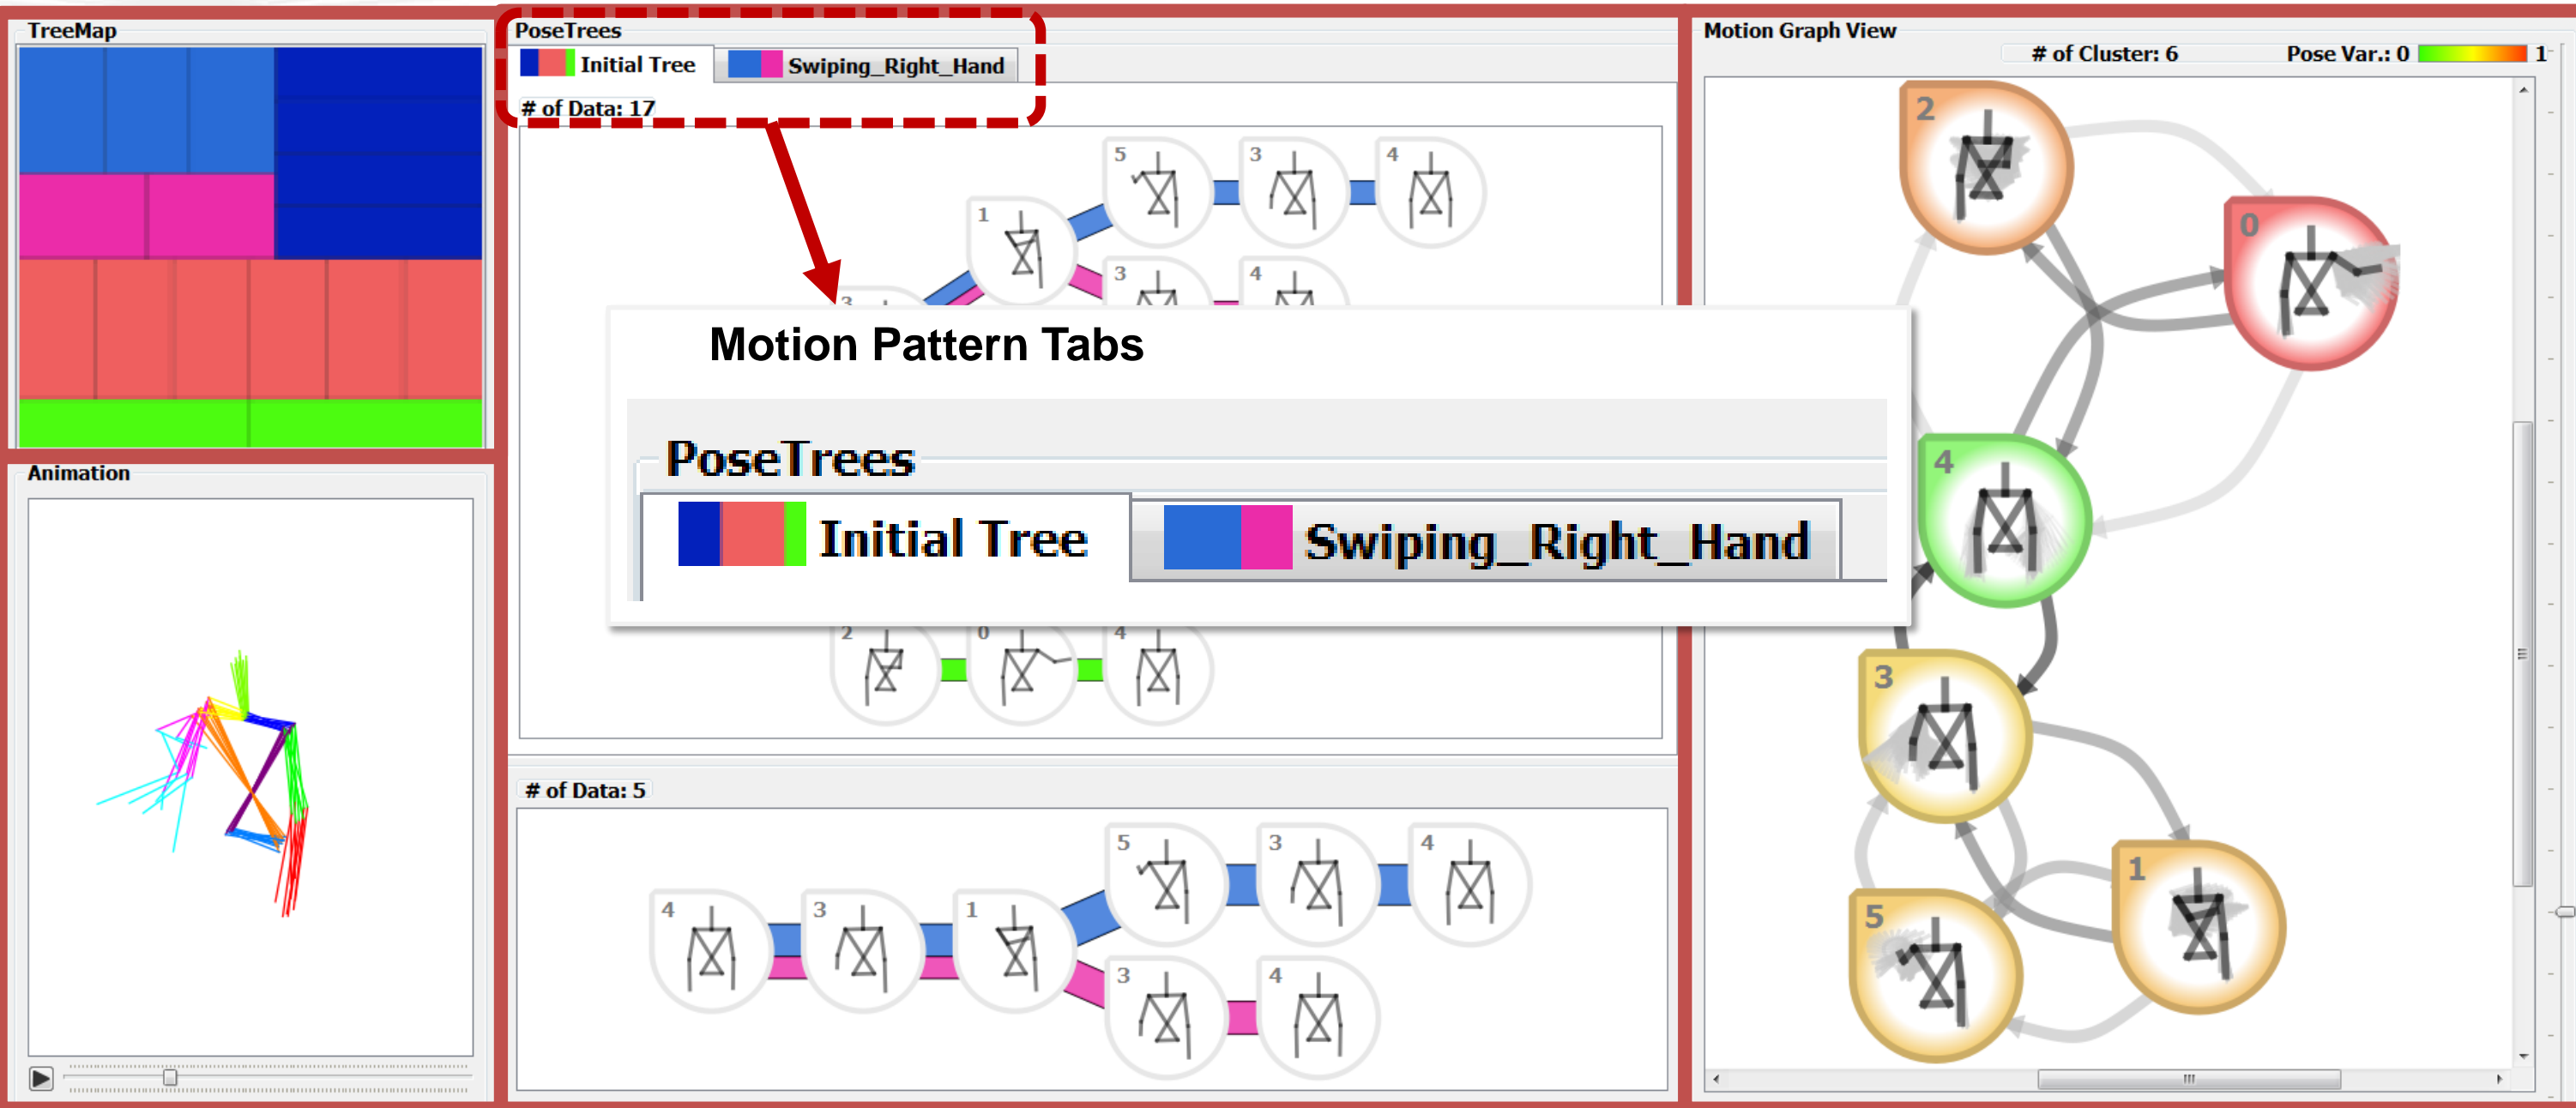 TreeMap
PoseTrees
Initial Tree
Swiping_Right_Hand
# of Data: 17
5
3
4
1
3
4
3
Motion Pattern Tabs
PoseTrees
Initial Tree
Swiping_Right_Hand
2
0
4
# of Data: 5
5
3
4
4
3
1
3
4
Animation
Motion Graph View
# of Cluster: 6
Pose Var.: 0
1
2
0
4
3
1
5